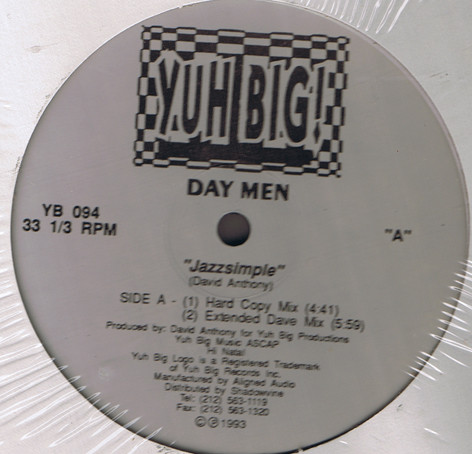 YUH BIG!
DAY MEN
YB 094
33 1/3 RPM
"A"
"Jazzsimple"
(David Anthony)
SIDE A - (1) Hard Copy Mix (4:41)
(2) Extended Dave Mix (5:59)
Produced by: David Anthony for Yuh Big Productions
Yuh Big Music ASCAP
Hi Natal
Yuh Big Logo is a Registered Trademark
of Yuh Big Records Inc.
Manufactured by Aligned Audio
Distributed by Shadowvine
Tel: (212) 563-1119
Fax: (212) 563-1320
©℗1993